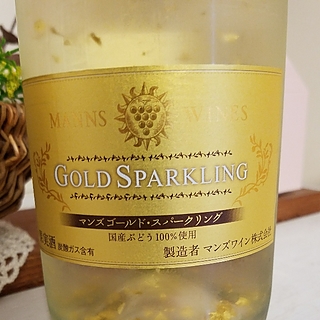 MANNS WINES
GOLD SPARKLING
マンズゴールド・スパークリング
国産ぶどう100%使用
果実酒 炭酸ガス含有 製造者 マンズワイン株式会社